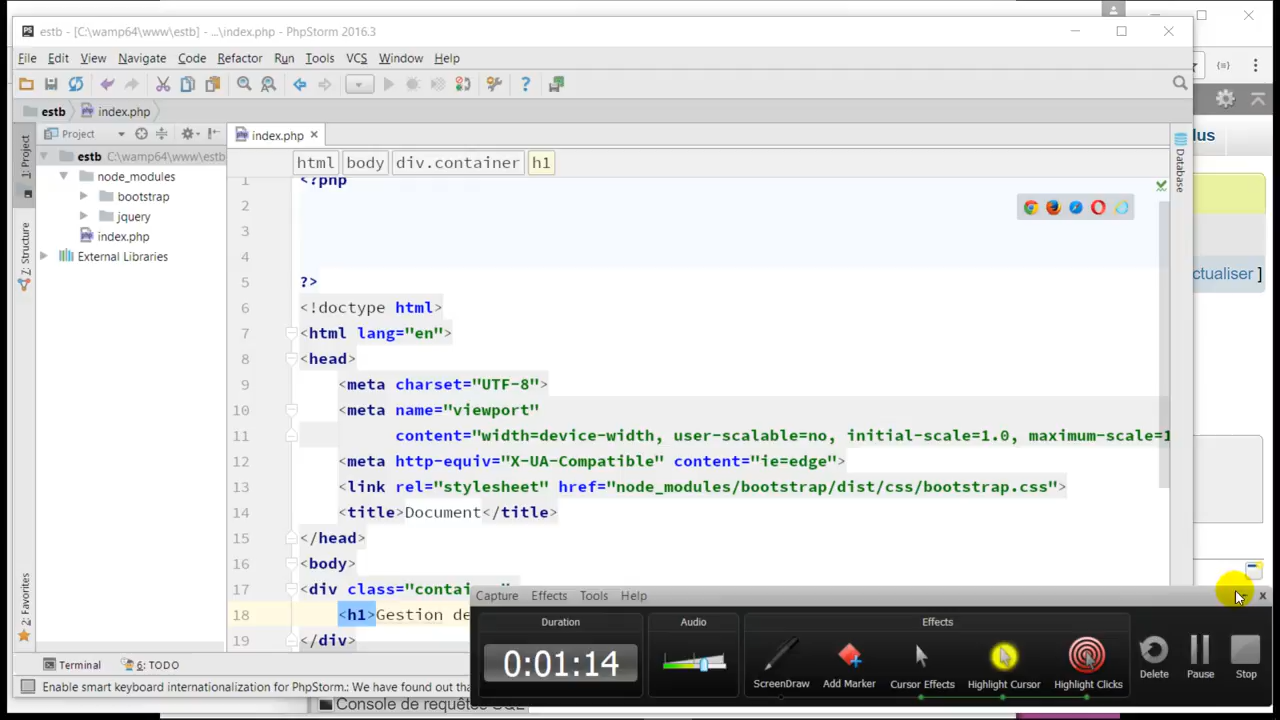 estb - [C:\wamp64\www\estb] - ...\index.php - PhpStorm 2016.3
File Edit View Navigate Code Refactor Run Tools VCS Window Help
estb index.php
Project
index.php
1: Project
Z: Structure
2: Favorites
Database
estb C:\wamp64\www\estb
node_modules
bootstrap
jquery
index.php
External Libraries
html body div.container h1
1 <?php
2
3
4
5 ?>
6 <!doctype html>
7 <html lang="en">
8 <head>
9 <meta charset="UTF-8">
10 <meta name="viewport"
11 content="width=device-width, user-scalable=no, initial-scale=1.0, maximum-scale=1
12 <meta http-equiv="X-UA-Compatible" content="ie=edge">
13 <link rel="stylesheet" href="node_modules/bootstrap/dist/css/bootstrap.css">
14 <title>Document</title>
15 </head>
16 <body>
17 <div class="contai
18 <h1>Gestion de
19 </div>
lus
ctualiser ]
Terminal 6: TODO
Enable smart keyboard internationalization for PhpStorm.: We have found out tha
Console de requêtes SQL
Capture Effects Tools Help
Duration
0:01:14
Audio
Effects
ScreenDraw
Add Marker
Cursor Effects
Highlight Cursor
Highlight Clicks
Delete
Pause
Stop